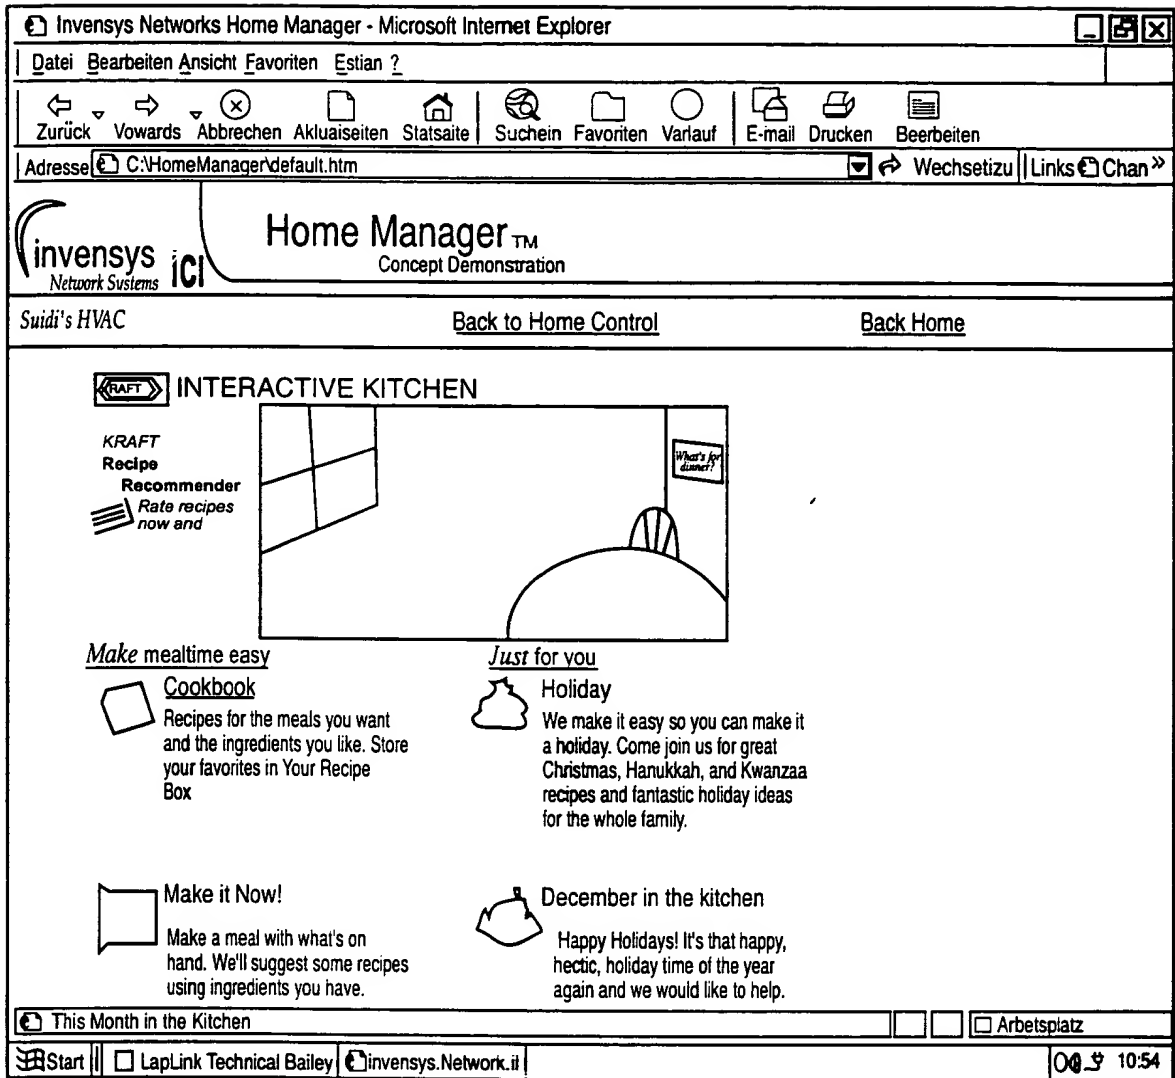 Invensys Networks Home Manager - Microsoft Internet Explorer
Datei Bearbeiten Ansicht Favoriten Estian ?
Zurück Vowards Abbrechen Akluaiseiten Statsaite Suchein Favoriten Varlauf E-mail Drucken Beerbeiten
Adresse C:\HomeManager\default.htm Wechsetizu Links Chan »
invensys
Network Sustems
iCi
Home Manager TM
Concept Demonstration
Suidi's HVAC Back to Home Control Back Home
KRAFT INTERACTIVE KITCHEN
KRAFT
Recipe
Recommender
Rate recipes
now and
What's for
dinner?
Make mealtime easy
Cookbook
Recipes for the meals you want
and the ingredients you like. Store
your favorites in Your Recipe
Box
Just for you
Holiday
We make it easy so you can make it
a holiday. Come join us for great
Christmas, Hanukkah, and Kwanzaa
recipes and fantastic holiday ideas
for the whole family.
Make it Now!
Make a meal with what's on
hand. We'll suggest some recipes
using ingredients you have.
December in the kitchen
Happy Holidays! It's that happy,
hectic, holiday time of the year
again and we would like to help.
This Month in the Kitchen Arbetsplatz
Start LapLink Technical Bailey invensys.Network.il 10:54